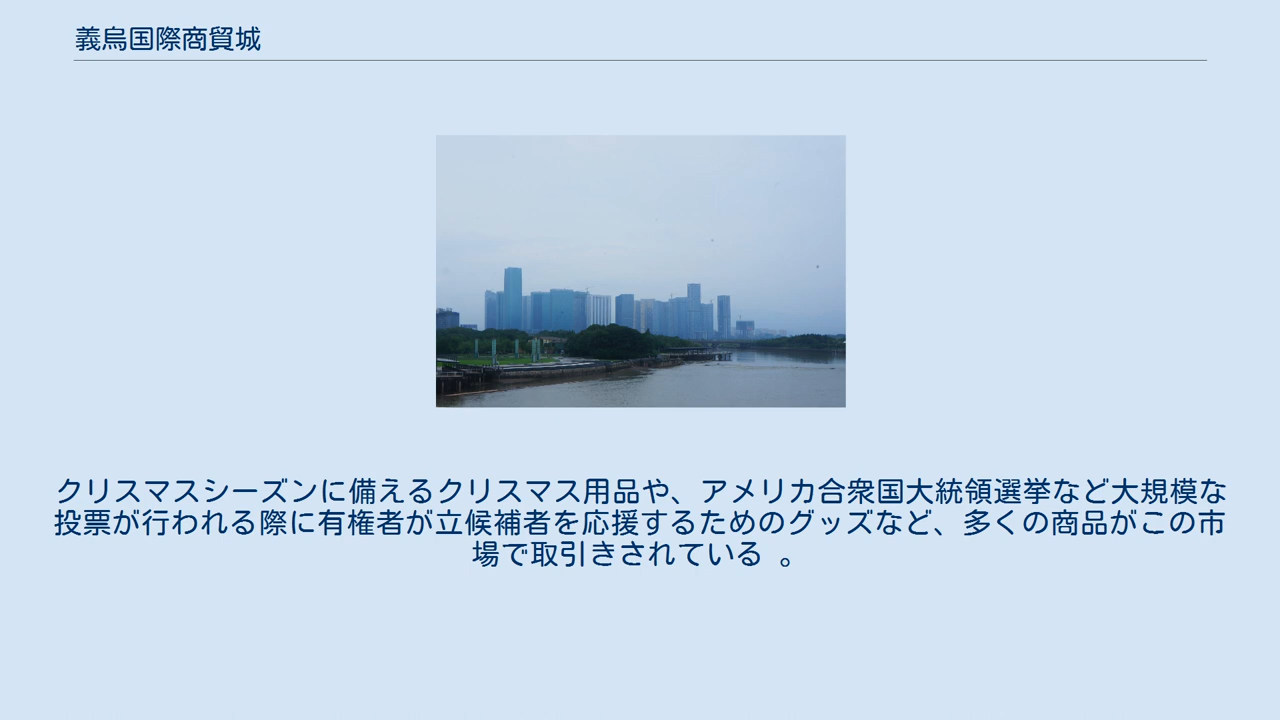 義烏国際商貿城
クリスマスシーズンに備えるクリスマス用品や、アメリカ合衆国大統領選挙など大規模な
投票が行われる際に有権者が立候補者を応援するためのグッズなど、多くの商品がこの市
場で取引きされている 。